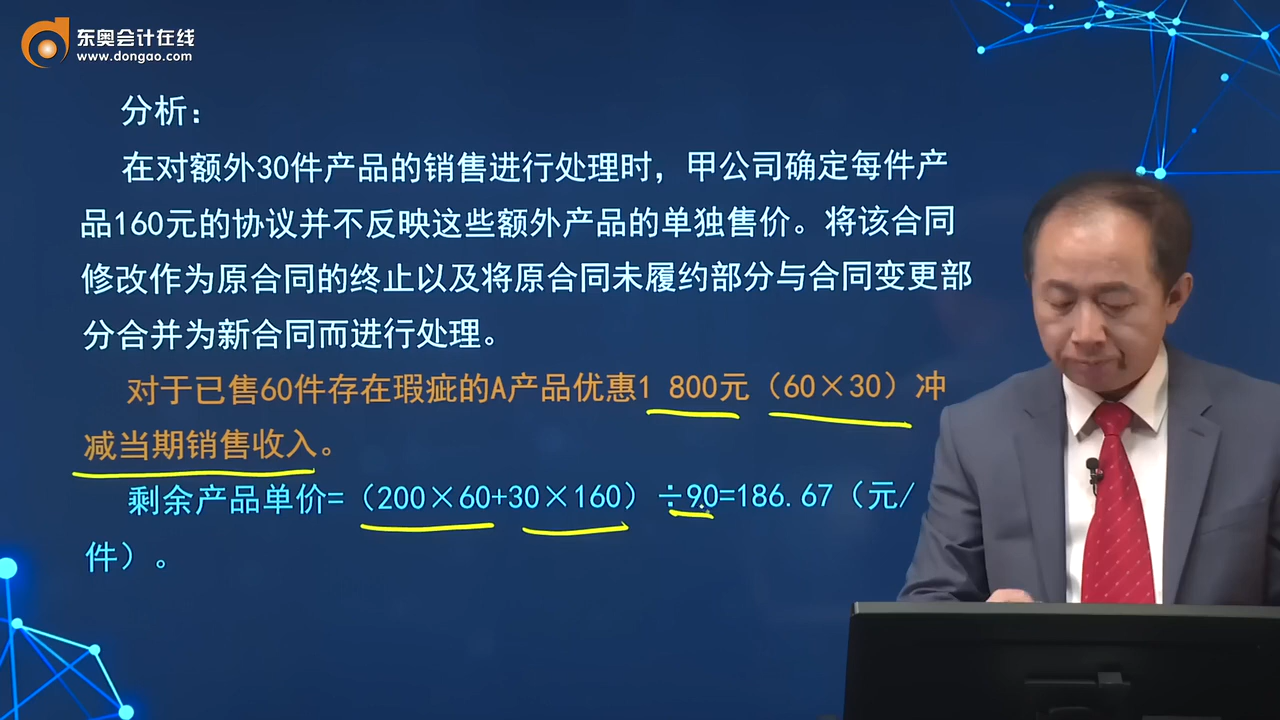 东奥会计在线
www.dongao.com
分析：
在对额外30件产品的销售进行处理时，甲公司确定每件产
品160元的协议并不反映这些额外产品的单独售价。将该合同
修改作为原合同的终止以及将原合同未履约部分与合同变更部
分合并为新合同而进行处理。
对于已售60件存在瑕疵的A产品优惠1 800元（60×30）冲
减当期销售收入。
剩余产品单价=（200×60+30×160）÷90=186.67（元/
件）。